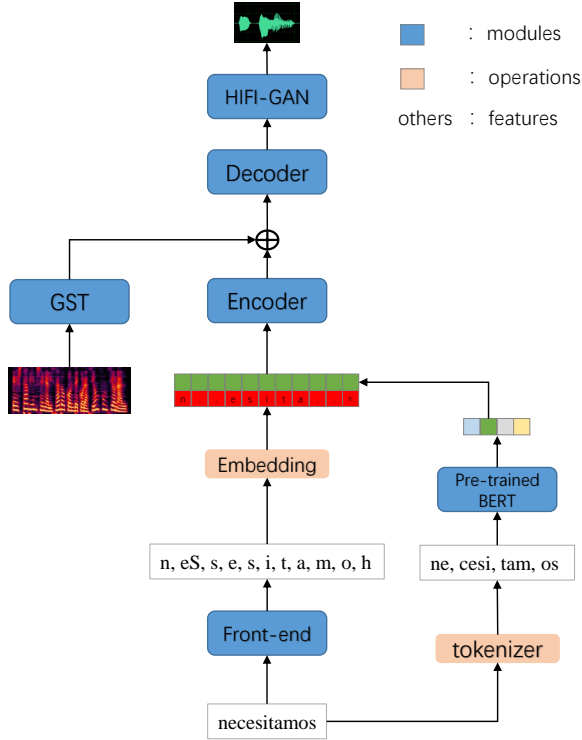 : modules
: operations
others : features
HIFI-GAN
Decoder
GST
Encoder
n e s i t a s
Embedding
Pre-trained
BERT
n, eS, s, e, s, i, t, a, m, o, h
ne, cesi, tam, os
Front-end
tokenizer
necesitamos